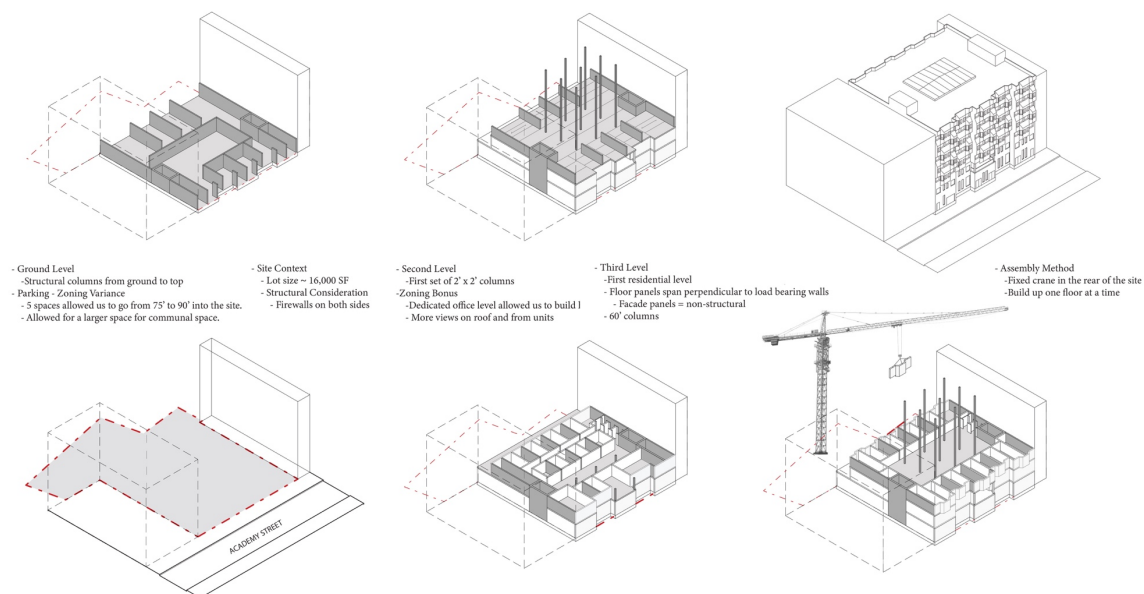 - Ground Level
-Structural columns from ground to top
- Parking - Zoning Variance
- 5 spaces allowed us to go from 75' to 90' into the site.
- Allowed for a larger space for communal space.
- Site Context
- Lot size ~ 16,000 SF
- Structural Consideration
- Firewalls on both sides
- Second Level
-First set of 2' x 2' columns
-Zoning Bonus
-Dedicated office level allowed us to build
- More views on roof and from units
- Third Level
-First residential level
- Floor panels span perpendicular to load bearing walls
- Facade panels = non-structural
- 60' columns
- Assembly Method
-Fixed crane in the rear of the site
-Build up one floor at a time
ACADEMY STREET